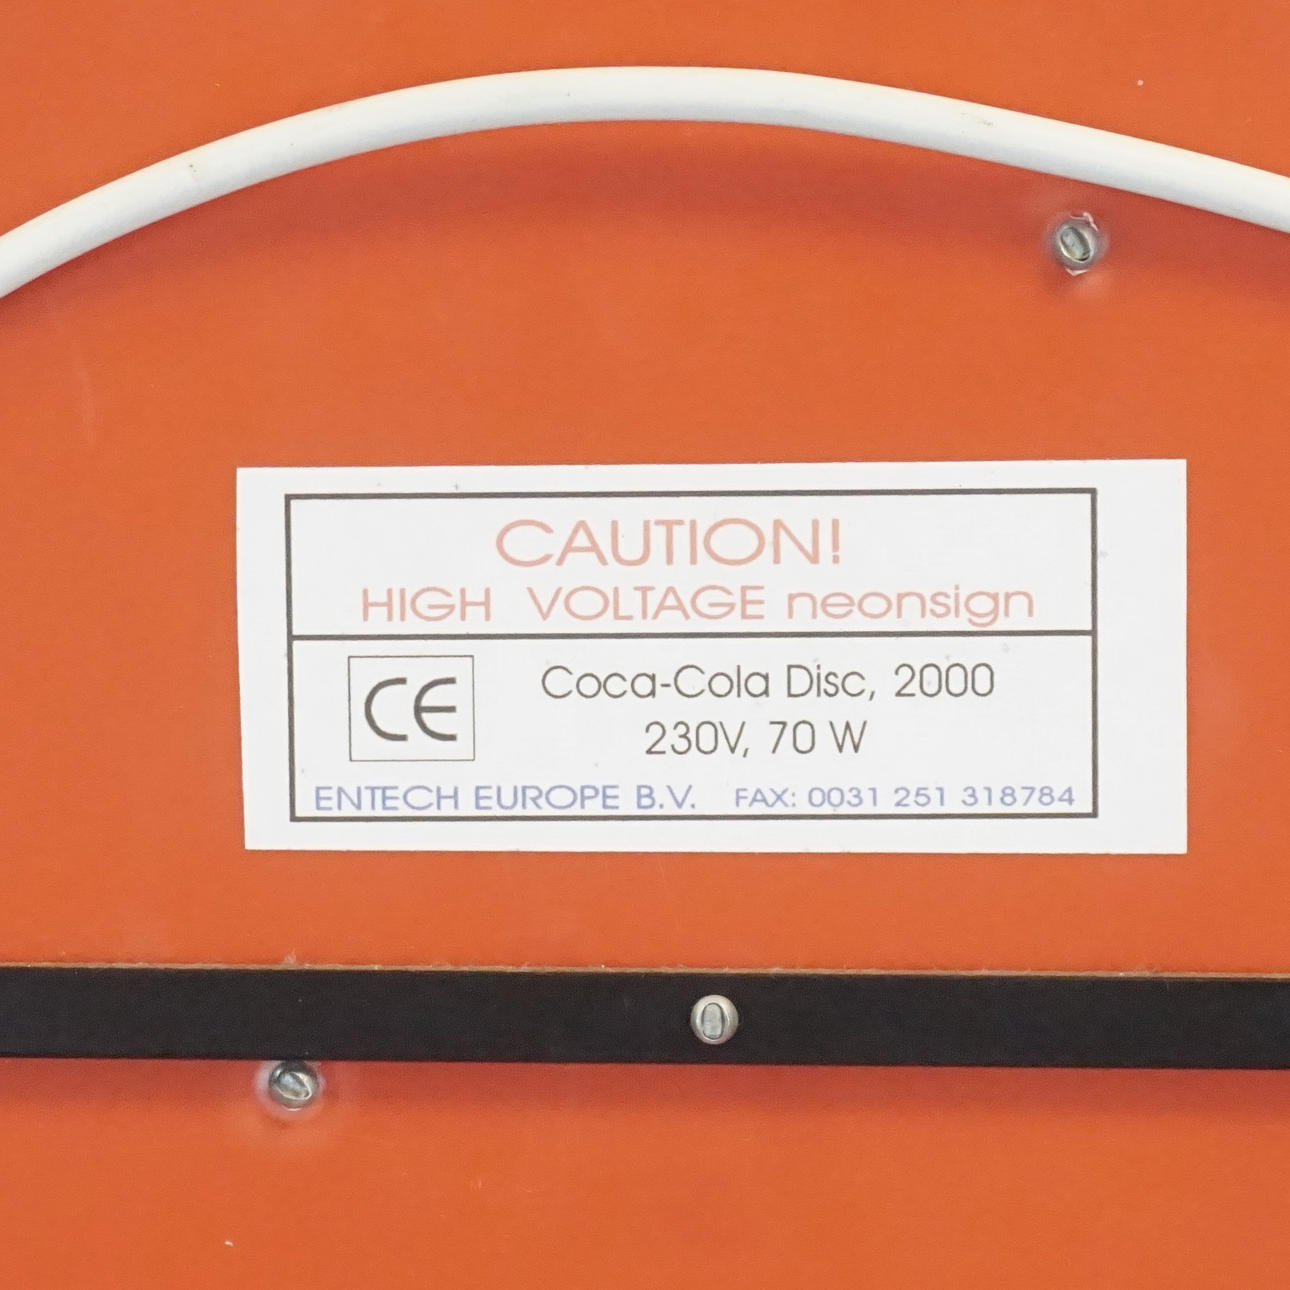 CAUTION!
HIGH VOLTAGE neonsign
CE
Coca-Cola Disc, 2000
230V, 70 W
ENTECH EUROPE B.V. FAX: 0031 251 318784